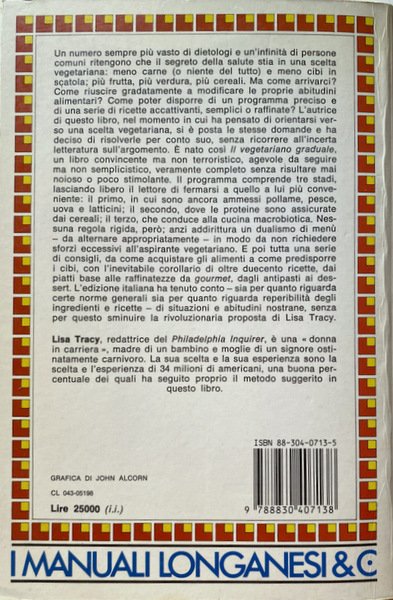 Un numero sempre più vasto di dietologi e un'infinità di persone
comuni ritengono che il segreto della salute stia in una scelta
vegetariana: meno carne (o niente del tutto) e meno cibi in
scatola; più frutta, più verdura, più cereali. Ma come arrivarci?
Come riuscire gradatamente a modificare le proprie abitudini
alimentari? Come poter disporre di un programma preciso e
di una serie di ricette accattivanti, semplici o raffinate? L'autrice
di questo libro, nel momento in cui ha pensato di orientarsi verso
una scelta vegetariana, si è posta le stesse domande e ha
deciso di risolverle per conto suo, senza ricorrere all'incerta
letteratura sull'argomento. È nato così Il vegetariano graduale,
un libro convincente ma non terroristico, agevole da seguire
ma non semplicistico, veramente completo senza risultare mai
noioso o poco stimolante. Il programma comprende tre stadi,
lasciando libero il lettore di fermarsi a quello a lui più conveniente:
il primo, in cui sono ancora ammessi pollame, pesce,
uova e latticini; il secondo, dove le proteine sono assicurate
dai cereali; il terzo, che conduce alla cucina macrobiotica. Nessuna
regola rigida, però; anzi addirittura un dualismo di menù
– da alternare appropriatamente – in modo da non richiedere
sforzi eccessivi all'aspirante vegetariano. E poi tutta una serie
di consigli, da come acquistare gli alimenti a come predisporre
i cibi, con l'inevitabile corollario di oltre duecento ricette, dai
piatti base alle raffinatezze da gourmet, dagli antipasti ai dessert.
L'edizione italiana ha tenuto conto – sia per quanto riguarda
certe norme generali sia per quanto riguarda reperibilità degli
ingredienti e ricette – di situazioni e abitudini nostrane, senza
per questo sminuire la rivoluzionaria proposta di Lisa Tracy.
Lisa Tracy, redattrice del Philadelphia Inquirer, è una « donna
in carriera », madre di un bambino e moglie di un signore ostinatamente
carnivoro. La sua scelta e la sua esperienza sono la
scelta e l'esperienza di 34 milioni di americani, una buona percentuale
dei quali ha seguito proprio il metodo suggerito in
questo libro.
ISBN 88-304-0713-5
GRAFICA DI JOHN ALCORN
CL 043-05198
Lire 25000 (i.i.)
9 788830 407138
I MANUALI LONGANESI & C.